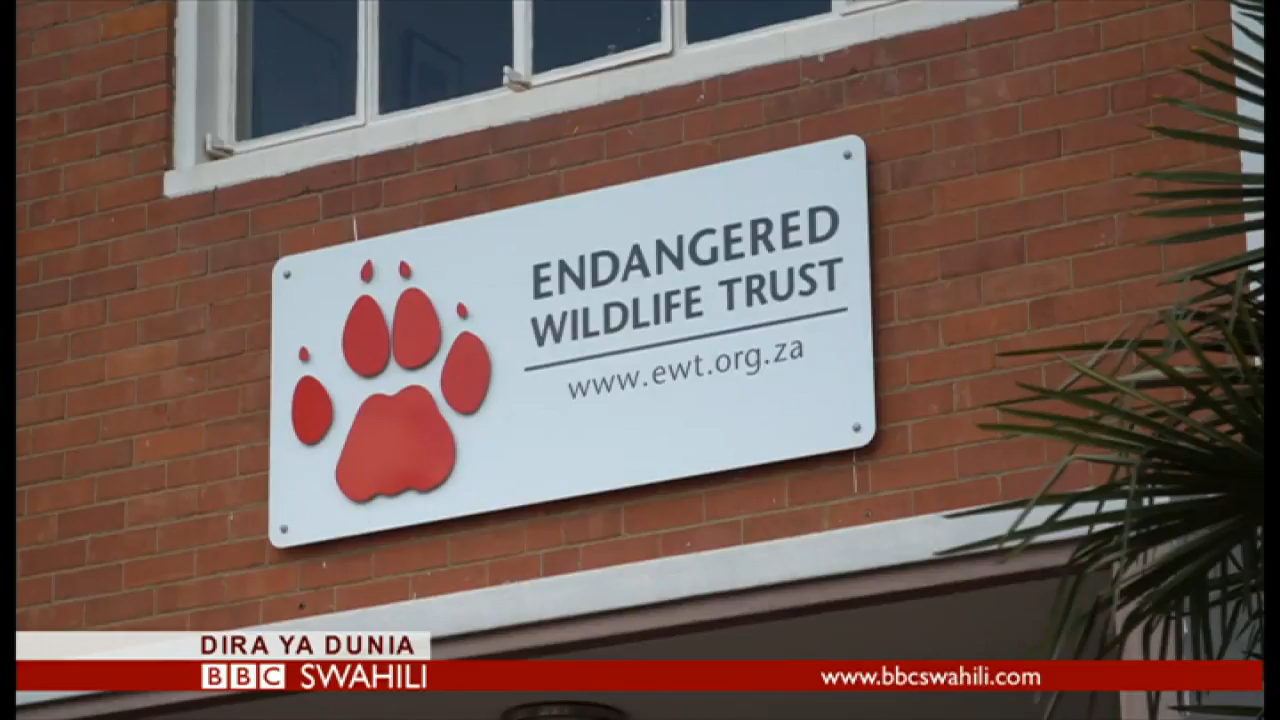 ENDANGERED
WILDLIFE TRUST
www.ewt.org.za
DIRA YA DUNIA
BBC SWAHILI
www.bbcswahili.com